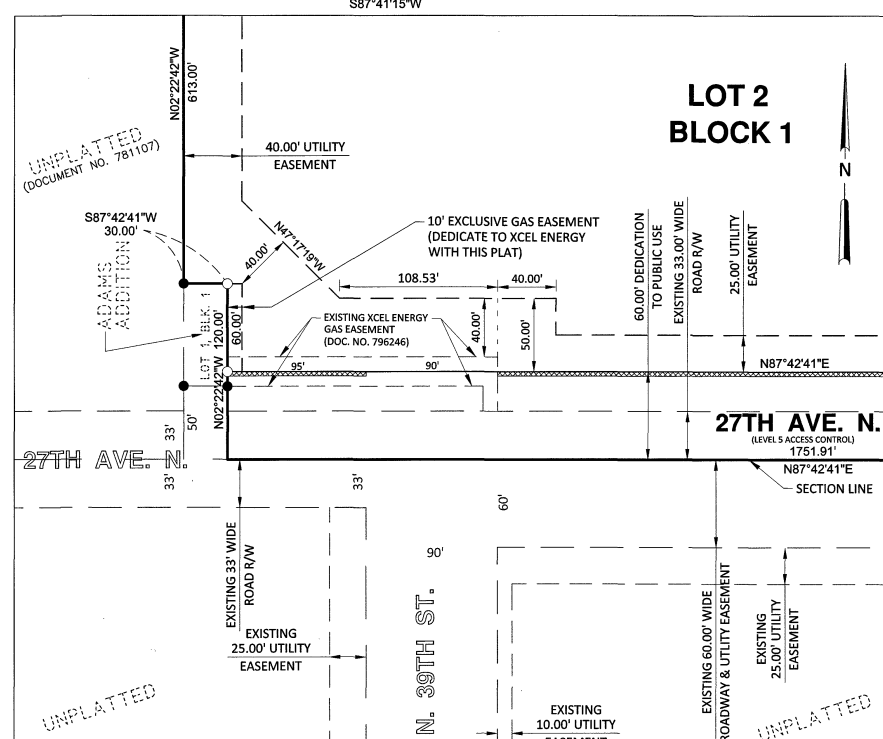 S87°41'15"W
N02°22'42"W
613.00'
LOT 2
BLOCK 1
UNPLATTED
(DOCUMENT NO. 781107)
40.00' UTILITY
EASEMENT
N
S87°42'41"W
30.00'
N47°17'19"W
40.00'
10' EXCLUSIVE GAS EASEMENT
(DEDICATE TO XCEL ENERGY
WITH THIS PLAT)
60.00' DEDICATION
TO PUBLIC USE
EXISTING 33.00' WIDE
ROAD R/W
25.00' UTILITY
EASEMENT
ADAMS
ADDITION
108.53'
40.00'
LOT 1, BLK. 1
120.00'
60.00'
EXISTING XCEL ENERGY
GAS EASEMENT
(DOC. NO. 796246)
40.00'
50.00'
95'
90'
N87°42'41"E
N02°22'42"W
50'
33'
27TH AVE. N.
(LEVEL 5 ACCESS CONTROL)
1751.91'
N87°42'41"E
SECTION LINE
27TH AVE. N.
33'
33'
60'
90'
EXISTING 33' WIDE
ROAD R/W
EXISTING
25.00' UTILITY
EASEMENT
N. 39TH ST.
EXISTING 60.00' WIDE
ROADWAY & UTLITY EASEMENT
EXISTING
25.00' UTILITY
EASEMENT
UNPLATTED
EXISTING
10.00' UTILITY
EASEMENT
UNPLATTED